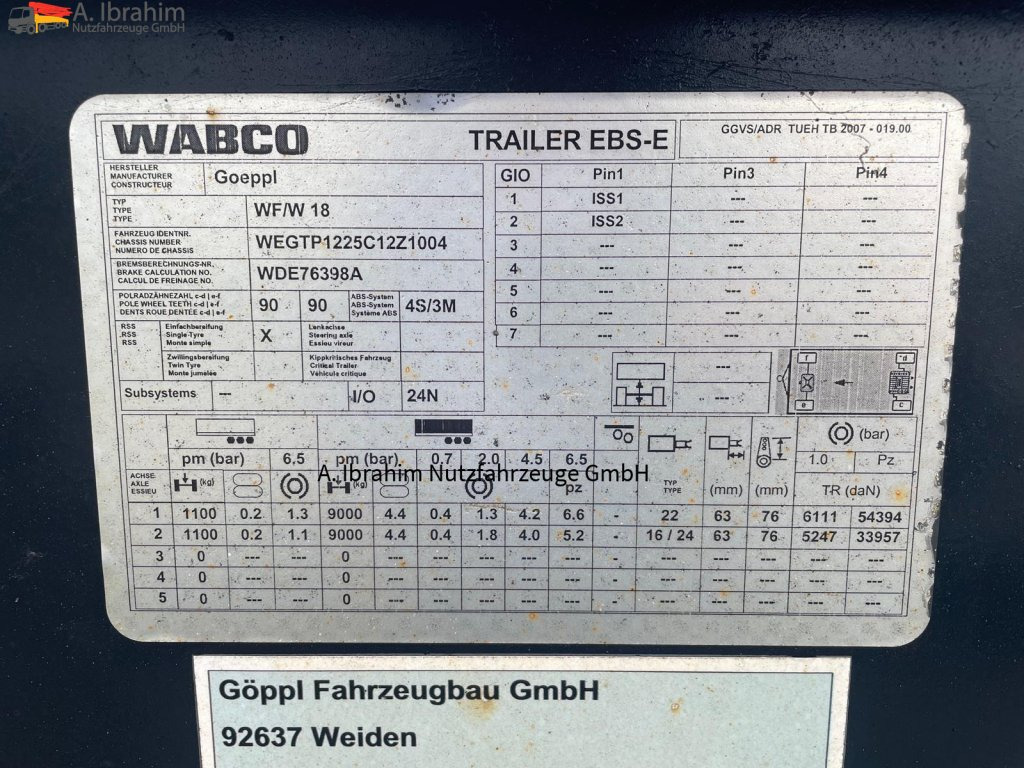 A. Ibrahim
Nutzfahrzeuge GmbH
WABCO TRAILER EBS-E GGVS/ADR TUEH TB 2007 - 019.00
HERSTELLER
MANUFACTURER
CONSTRUCTEUR
Goeppl
TYP
TYPE
TYPE
WF/W 18
FAHRZEUG IDENTNR.
CHASSIS NUMBER
NUMERO DE CHASSIS
WEGTP1225C12Z1004
BREMSBERECHNUNGS-NR.
BRAKE CALCULATION NO.
CALCUL DE FREINAGE NO.
WDE76398A
POLRADZÄHNEZAHL c-d | e-f
POLE WHEEL TEETH c-d | e-f
DENTS ROUE DENTÉE c-d | e-f
90 90
ABS-System
ABS-System
Système ABS
4S/3M
RSS
RSS
RSS
Einfachbereifung
Single-Tyre
Monte simple
X
Lenkachse
Steering axle
Essieu vireur
Zwillingsbereifung
Twin Tyre
Monte jumelée
Kippkritisches Fahrzeug
Critical Trailer
Véhicule critique
Subsystems --- I/O 24N
GIO Pin1 Pin3 Pin4
1 ISS1 --- ---
2 ISS2 --- ---
3 --- --- ---
4 --- --- ---
5 --- --- ---
6 --- --- ---
7 --- --- ---
---
---
f d
e c
pm (bar) 6.5 pm (bar) 0.7 2.0 4.5 6.5 (bar)
1.0 Pz
A. Ibrahim Nutzfahrzeuge GmbH
ACHSE
AXLE
ESSIEU
(kg) (kg) pz
TYP
TYPE
(mm) (mm) TR (daN)
1 1100 0.2 1.3 9000 4.4 0.4 1.3 4.2 6.6 - 22 63 76 6111 54394
2 1100 0.2 1.1 9000 4.4 0.4 1.8 4.0 5.2 - 16 / 24 63 76 5247 33957
3 0 --- --- 0 --- --- --- --- --- - --- --- --- --- ---
4 0 --- --- 0 --- --- --- --- --- - --- --- --- --- ---
5 0 --- --- 0 --- --- --- --- --- - --- --- --- --- ---
Göppl Fahrzeugbau GmbH
92637 Weiden